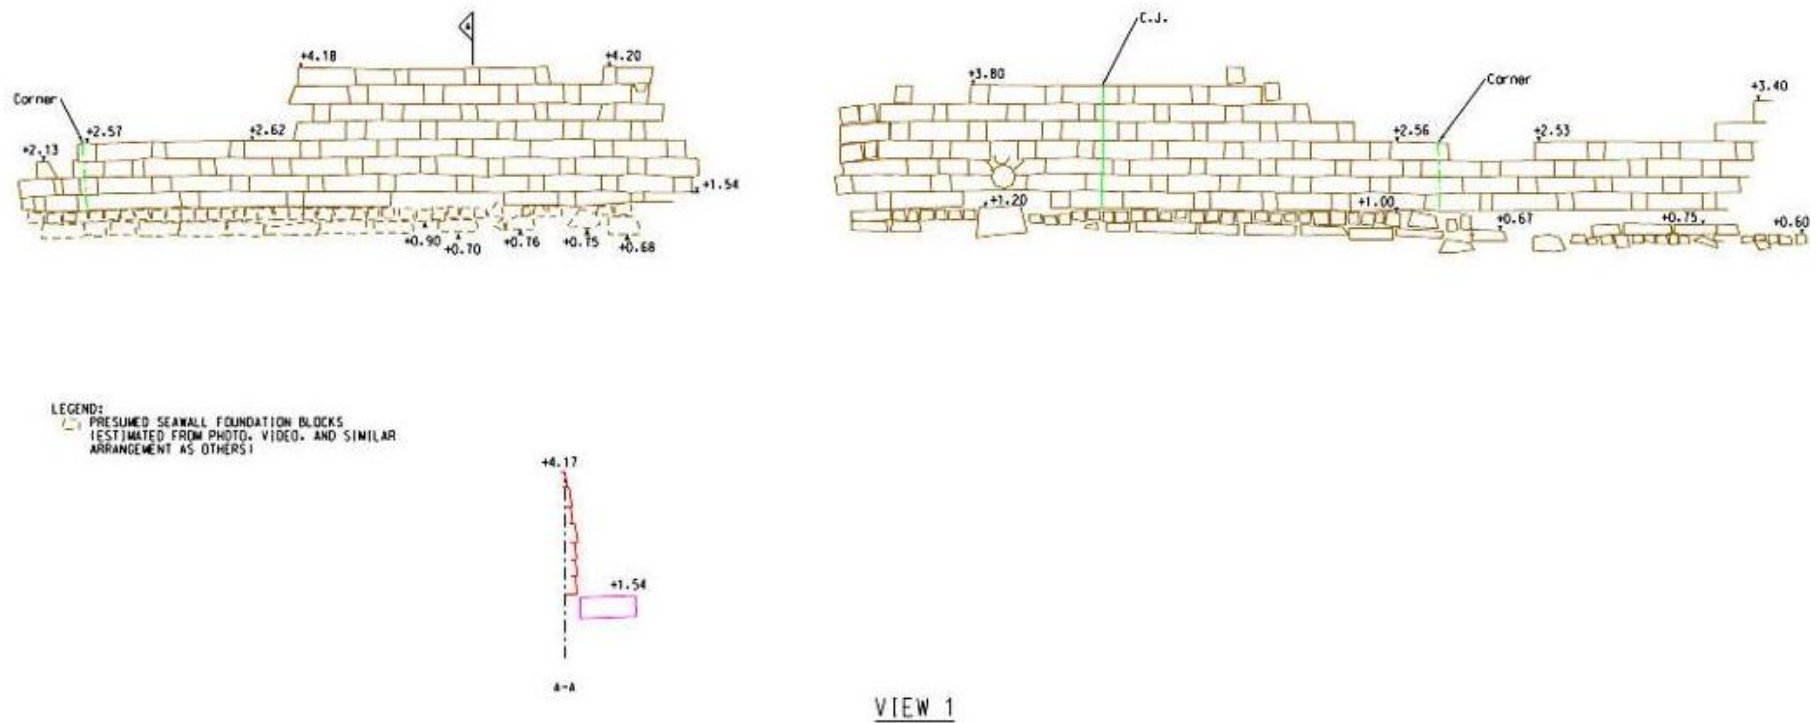 C.J.
+4.18
+4.20
+3.80
Corner
Corner
+3.40
+2.57
+2.62
+2.56
+2.53
+2.13
+1.54
+1.20
+1.00
+0.67
+0.75
+0.60
+0.90
+0.70
+0.76
+0.75
+0.68
LEGEND:
PRESUMED SEAWALL FOUNDATION BLOCKS
(ESTIMATED FROM PHOTO, VIDEO, AND SIMILAR
ARRANGEMENT AS OTHERS)
+4.17
+1.54
A-A
VIEW 1